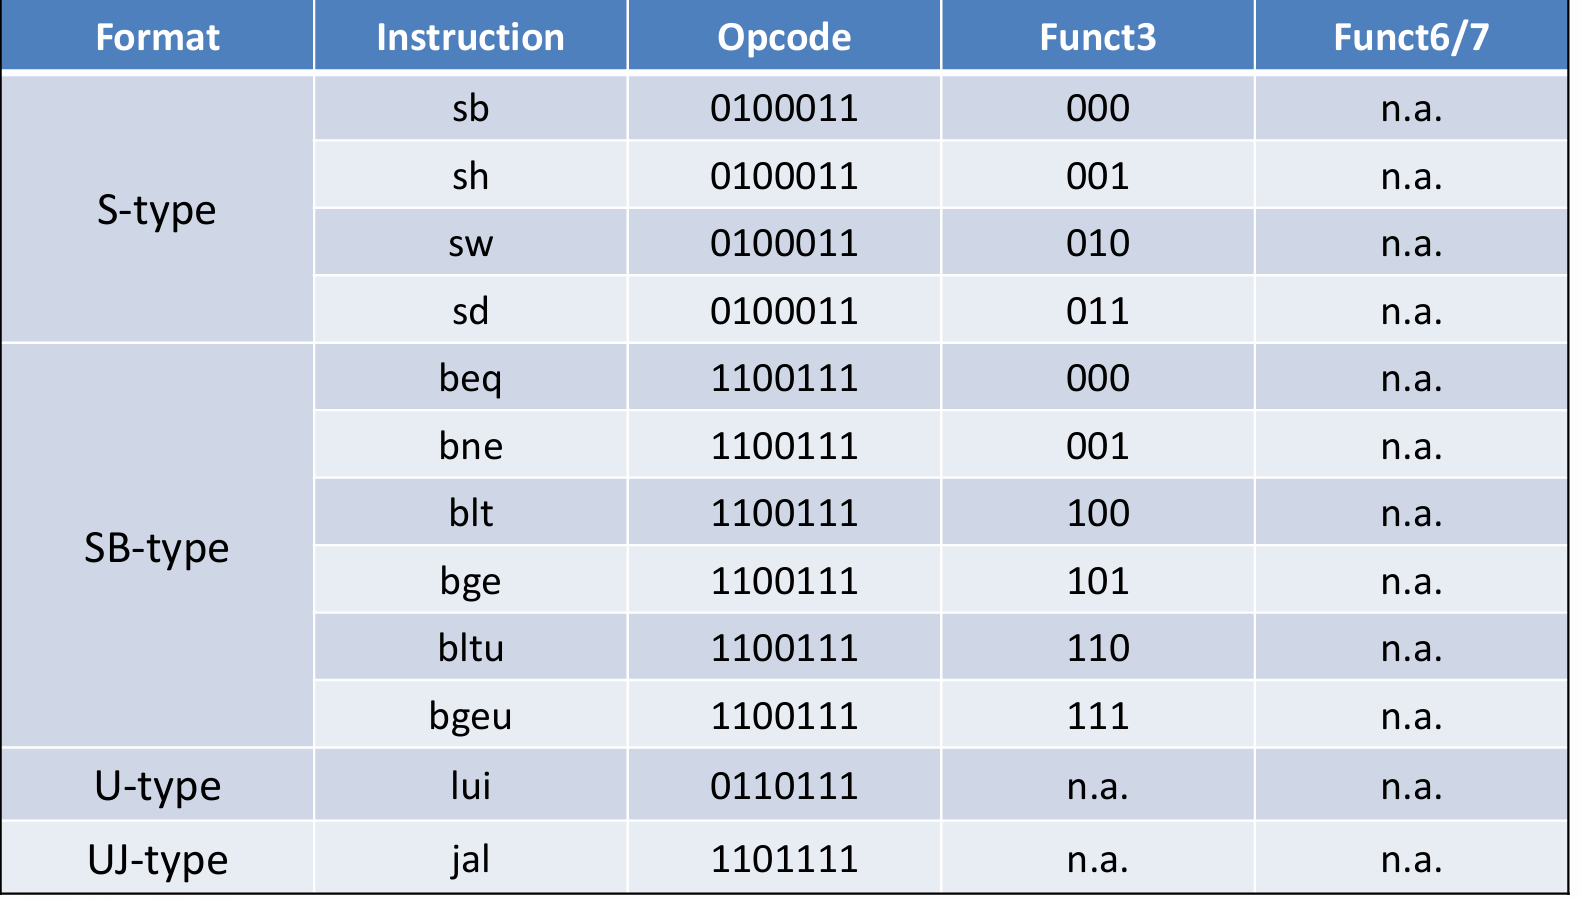 Format Instruction Opcode Funct3 Funct6/7
S-type
sb 0100011 000 n.a.
sh 0100011 001 n.a.
sw 0100011 010 n.a.
sd 0100011 011 n.a.
SB-type
beq 1100111 000 n.a.
bne 1100111 001 n.a.
blt 1100111 100 n.a.
bge 1100111 101 n.a.
bltu 1100111 110 n.a.
bgeu 1100111 111 n.a.
U-type lui 0110111 n.a. n.a.
UJ-type jal 1101111 n.a. n.a.